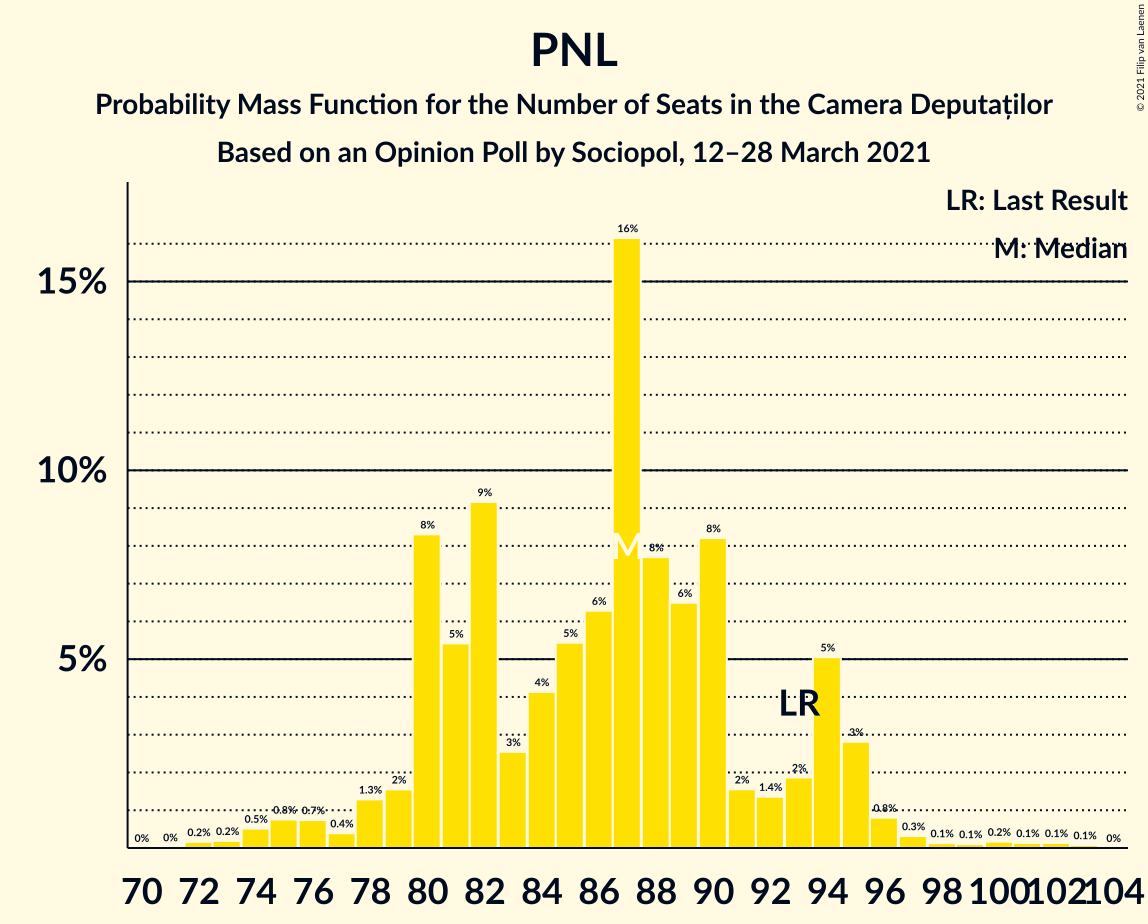 PNL
Probability Mass Function for the Number of Seats in the Camera Deputaților
Based on an Opinion Poll by Sociopol, 12–28 March 2021
© 2021 Filip van Laenen
LR: Last Result
M: Median
15%
10%
5%
0% 0% 0.2% 0.2% 0.5% 0.8% 0.7% 0.4% 1.3% 2% 8% 5% 9% 3% 4% 5% 6% 16% 8% 6% 8% 2% 1.4% 2% 5% 3% 0.8% 0.3% 0.1% 0.1% 0.2% 0.1% 0.1% 0.1% 0%
M
LR
70 72 74 76 78 80 82 84 86 88 90 92 94 96 98 100 102 104